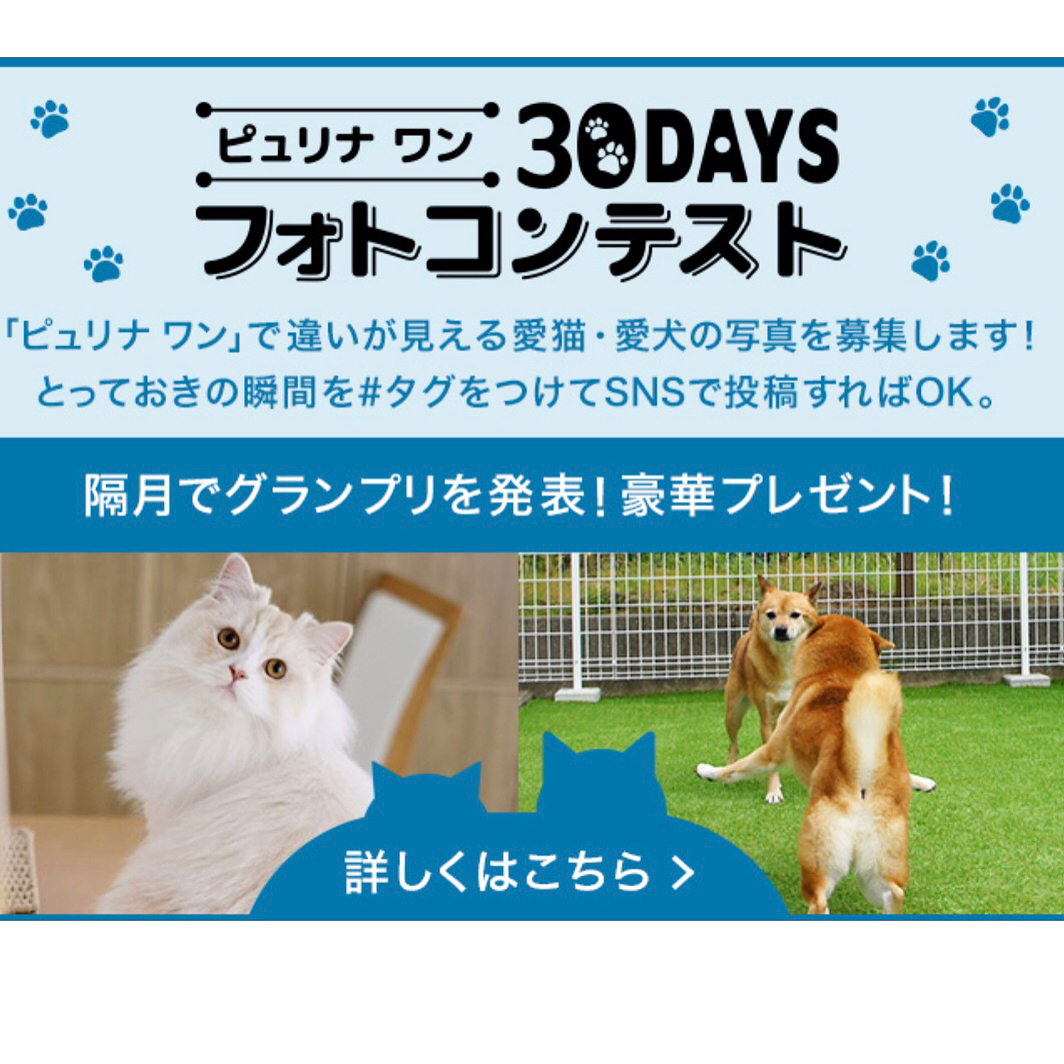 ピュリナ ワン 30DAYS
フォトコンテスト
「ピュリナ ワン」で違いが見える愛猫・愛犬の写真を募集します！
とっておきの瞬間を#タグをつけてSNSで投稿すればOK。
隔月でグランプリを発表！豪華プレゼント！
詳しくはこちら >